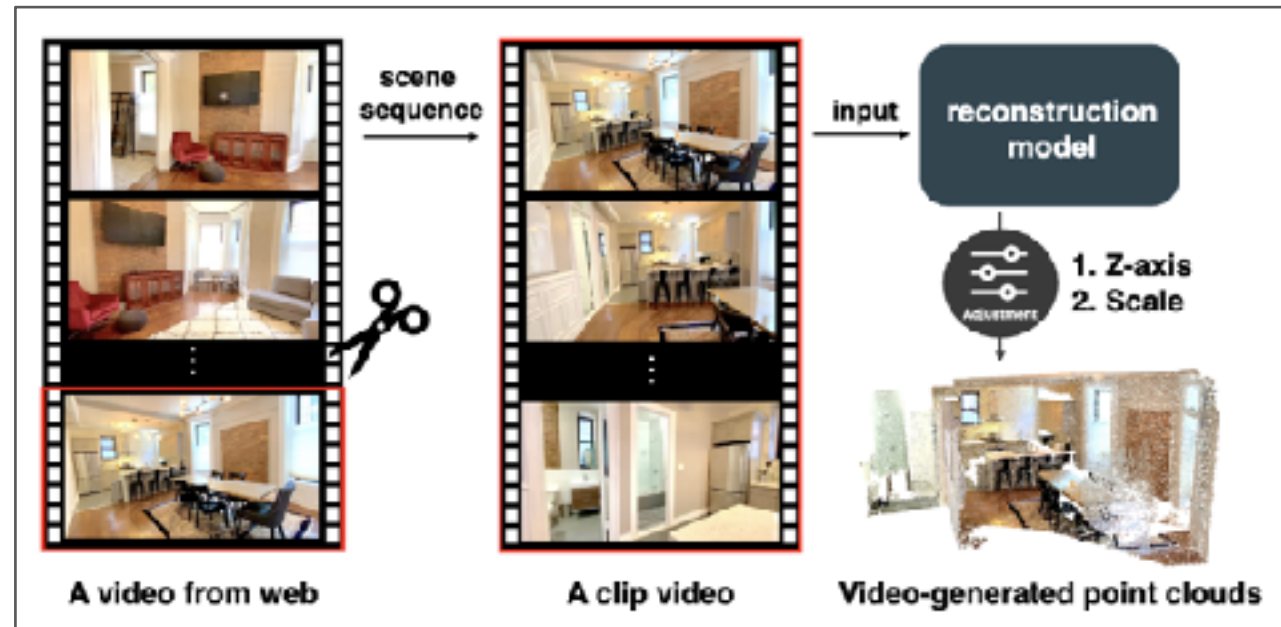 scene
sequence
input
reconstruction
model
Adjustment
1. Z-axis
2. Scale
A video from web
A clip video
Video-generated point clouds